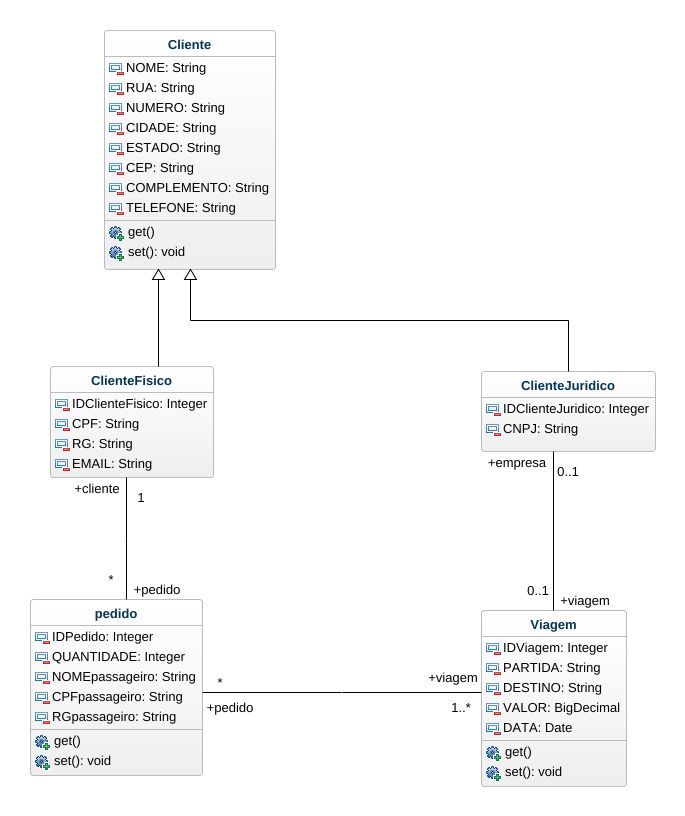 Cliente
NOME: String
RUA: String
NUMERO: String
CIDADE: String
ESTADO: String
CEP: String
COMPLEMENTO: String
TELEFONE: String
get()
set(): void
ClienteFisico
IDClienteFisico: Integer
CPF: String
RG: String
EMAIL: String
ClienteJuridico
IDClienteJuridico: Integer
CNPJ: String
+cliente
1
*
+pedido
+empresa
0..1
0..1
+viagem
pedido
IDPedido: Integer
QUANTIDADE: Integer
NOMEpassageiro: String
CPFpassageiro: String
RGpassageiro: String
get()
set(): void
*
+pedido
+viagem
1..*
Viagem
IDViagem: Integer
PARTIDA: String
DESTINO: String
VALOR: BigDecimal
DATA: Date
get()
set(): void